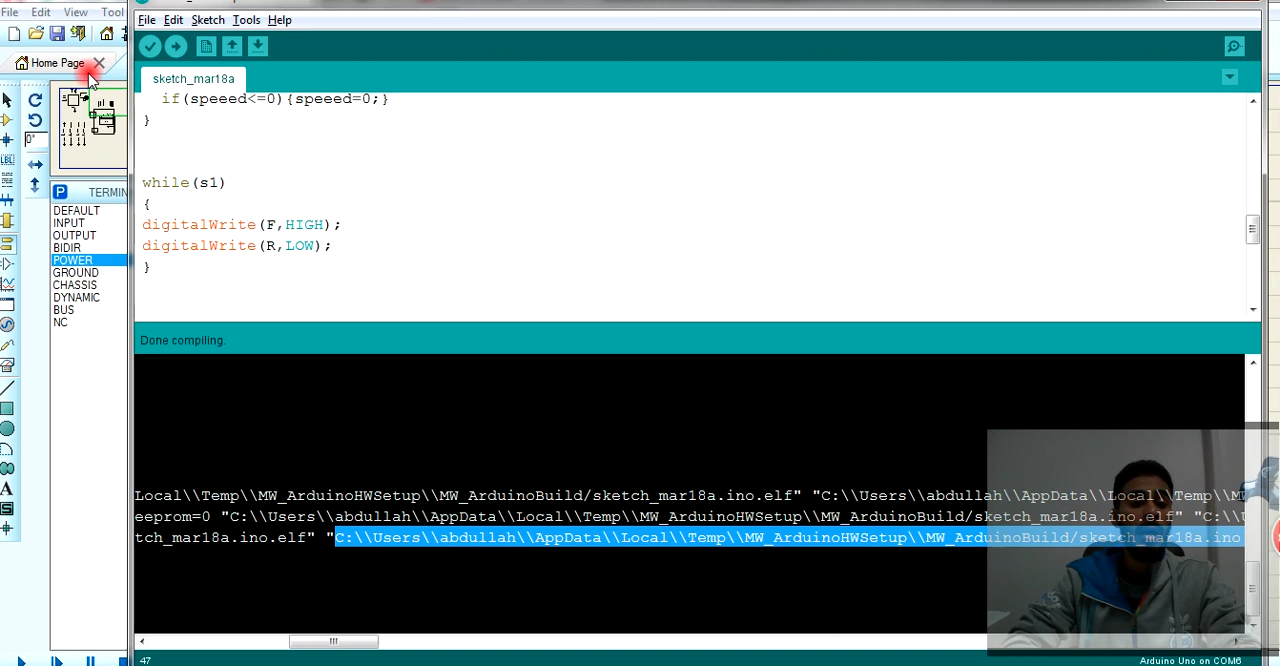 File Edit View Tool
File Edit Sketch Tools Help
Home Page
sketch_mar18a
if(speeed<=0){speeed=0;}
}
while(s1)
{
digitalWrite(F,HIGH);
digitalWrite(R,LOW);
}
0°
LBL
P TERMIN
DEFAULT
INPUT
OUTPUT
BIDIR
POWER
GROUND
CHASSIS
DYNAMIC
BUS
NC
A
S
Done compiling.
Local\\Temp\\MW_ArduinoHWSetup\\MW_ArduinoBuild/sketch_mar18a.ino.elf" "C:\\Users\\abdullah\\AppData\\Local\\Temp\\MW
eeprom=0 "C:\\Users\\abdullah\\AppData\\Local\\Temp\\MW_ArduinoHWSetup\\MW_ArduinoBuild/sketch_mar18a.ino.elf" "C:\\U
tch_mar18a.ino.elf" "C:\\Users\\abdullah\\AppData\\Local\\Temp\\MW_ArduinoHWSetup\\MW_ArduinoBuild/sketch_mar18a.ino
47
Arduino Uno on COM6